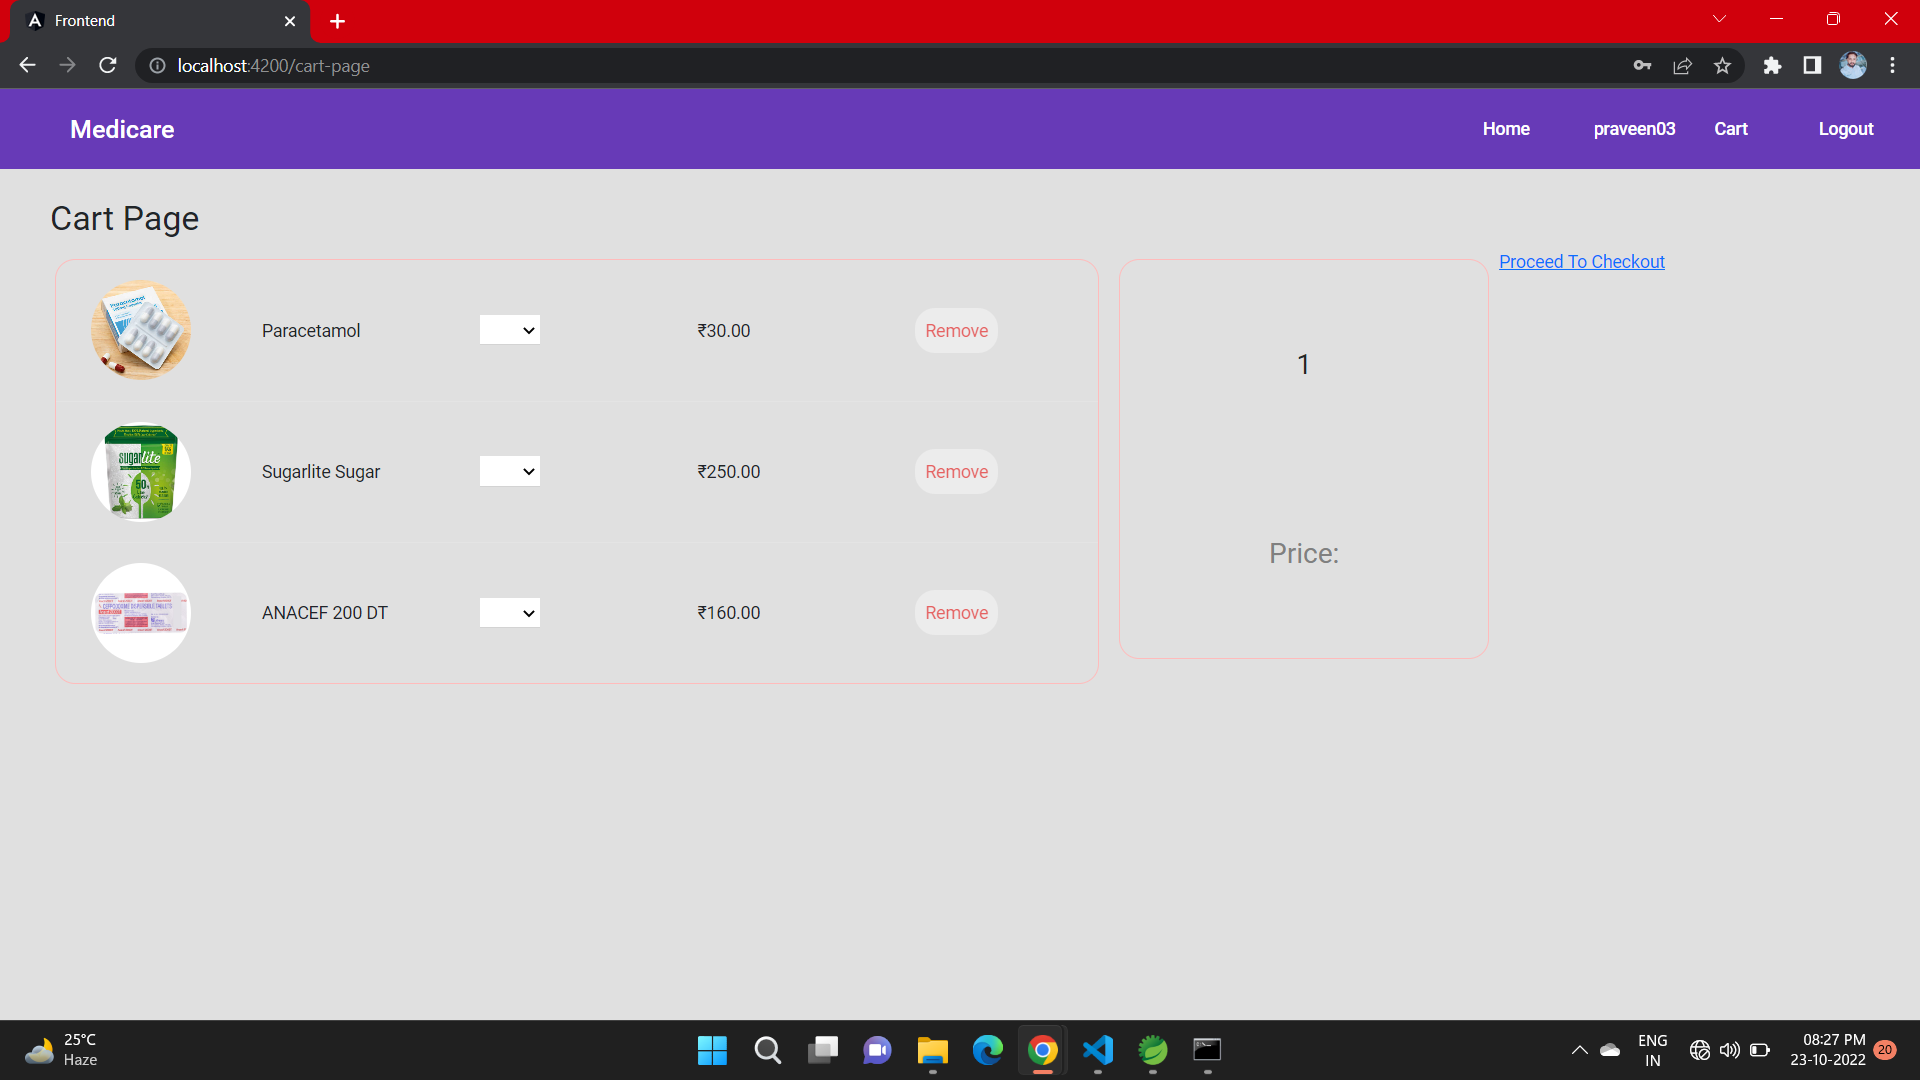 Frontend
localhost:4200/cart-page
Medicare
Home praveen03 Cart Logout
Cart Page
Proceed To Checkout
Paracetamol ₹30.00 Remove
1
sugarlite
50%
Sugarlite Sugar ₹250.00 Remove
Price:
ANACEF 200 DT ₹160.00 Remove
25°C
Haze
ENG
IN
08:27 PM
23-10-2022
20